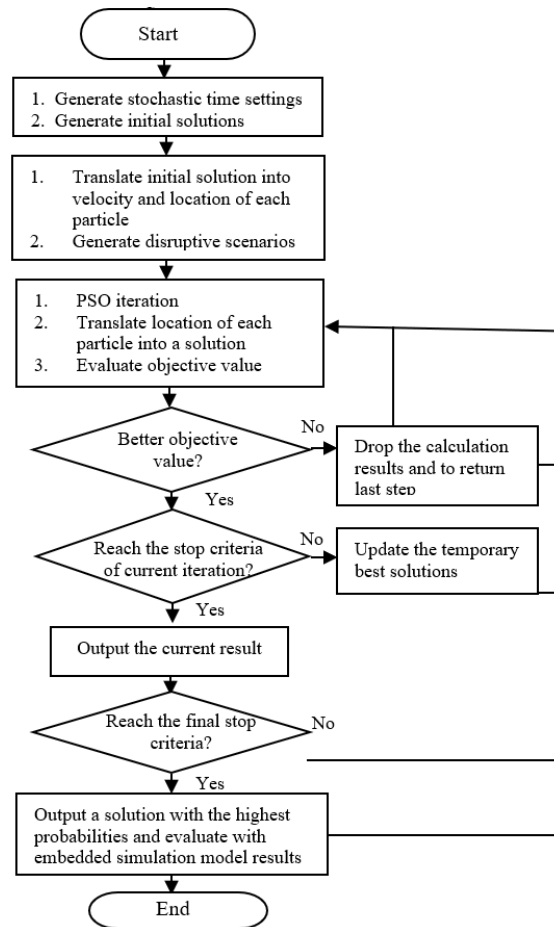 Start
1. Generate stochastic time settings
2. Generate initial solutions
1. Translate initial solution into
velocity and location of each
particle
2. Generate disruptive scenarios
1. PSO iteration
2. Translate location of each
particle into a solution
3. Evaluate objective value
Better objective
value?
No
Drop the calculation
results and to return
last step
Yes
Reach the stop criteria
of current iteration?
No
Update the temporary
best solutions
Yes
Output the current result
Reach the final stop
criteria?
No
Yes
Output a solution with the highest
probabilities and evaluate with
embedded simulation model results
End